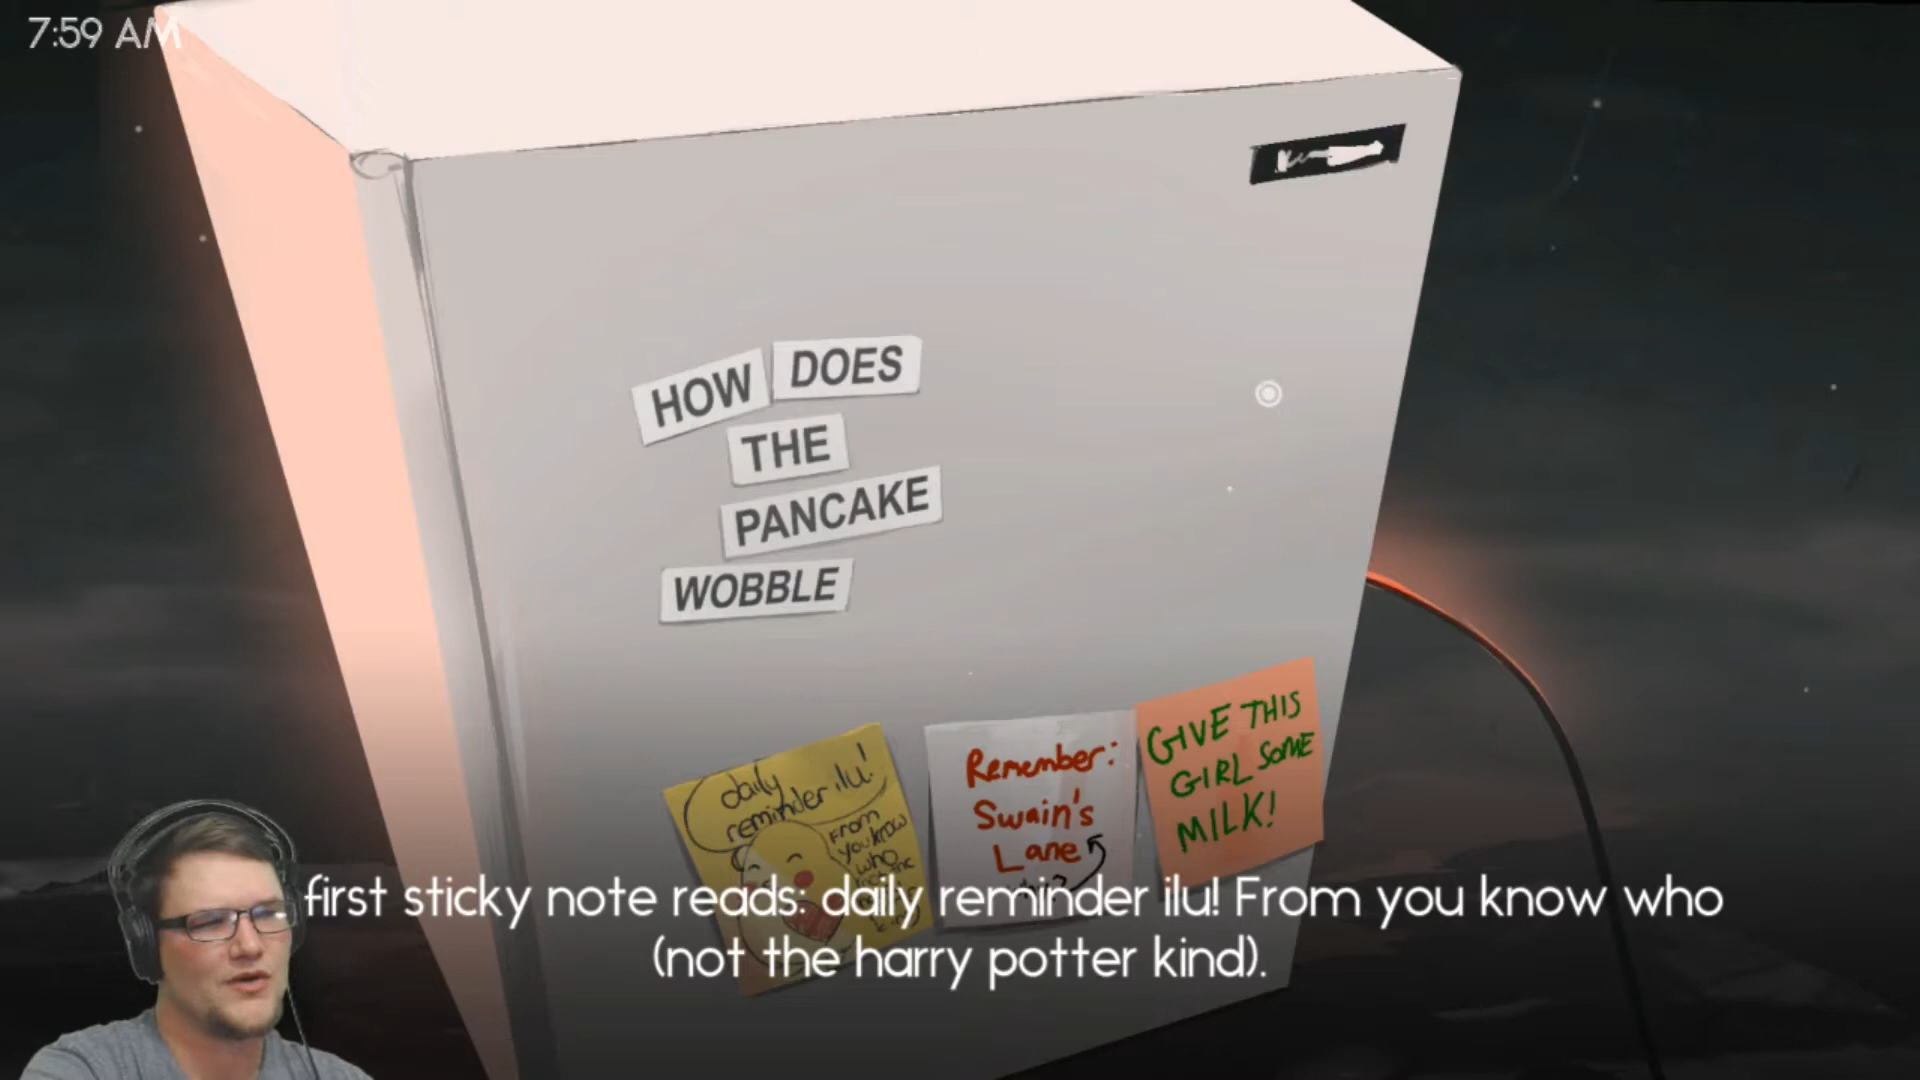 7:59 AM
HOW DOES
THE
PANCAKE
WOBBLE
daily
reminder ilu!
From
you know
who
Remember:
Swain's
Lane
GIVE THIS
GIRL SOME
MILK!
first sticky note reads: daily reminder ilu! From you know who
(not the harry potter kind).